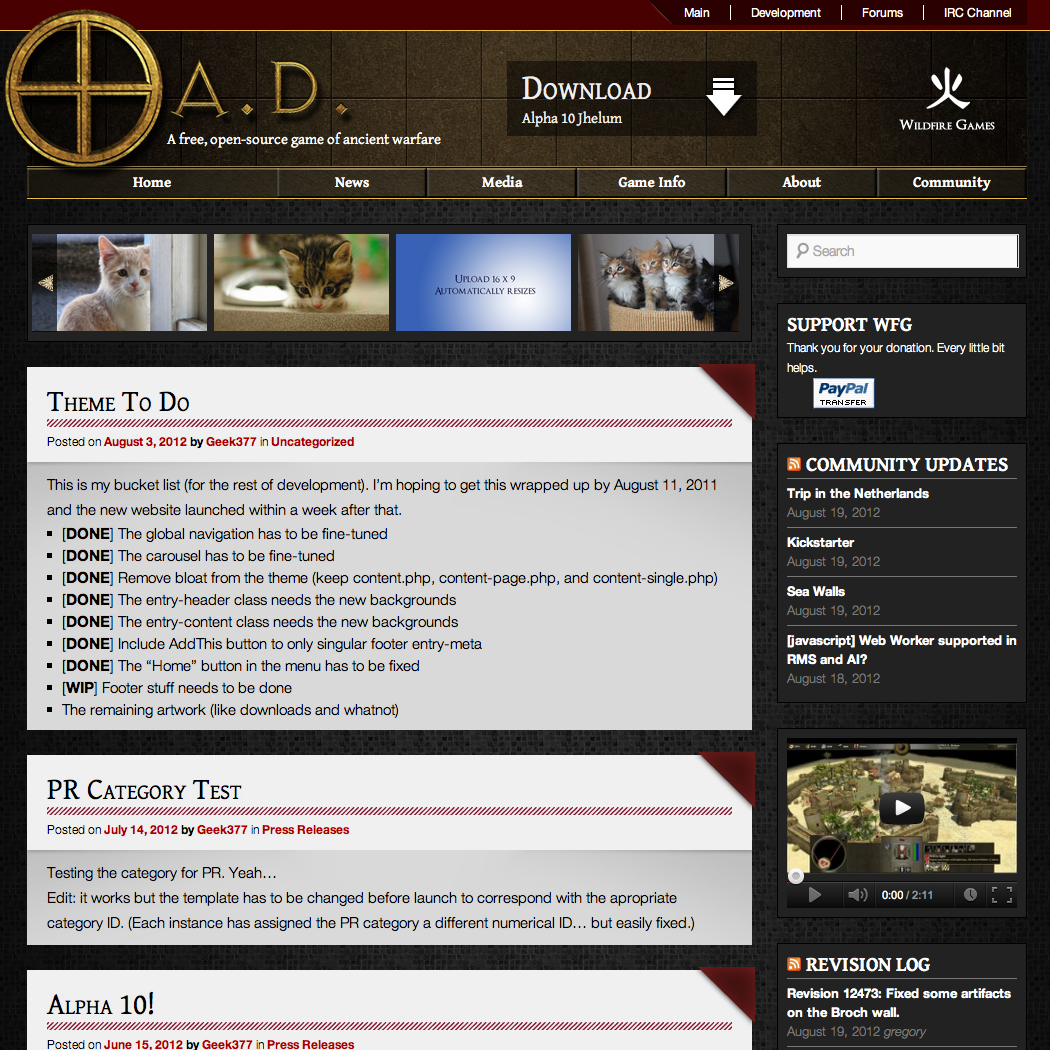 Main
Development
Forums
IRC Channel
A.D.
A free, open-source game of ancient warfare
Download
Alpha 10 Jhelum
Wildfire Games
Home
News
Media
Game Info
About
Community
Upload 16 x 9
Automatically resizes
Search
SUPPORT WFG
Thank you for your donation. Every little bit
helps.
PayPal
TRANSFER
Theme To Do
Posted on August 3, 2012 by Geek377 in Uncategorized
This is my bucket list (for the rest of development). I'm hoping to get this wrapped up by August 11, 2011
and the new website launched within a week after that.
[DONE] The global navigation has to be fine-tuned
[DONE] The carousel has to be fine-tuned
[DONE] Remove bloat from the theme (keep content.php, content-page.php, and content-single.php)
[DONE] The entry-header class needs the new backgrounds
[DONE] The entry-content class needs the new backgrounds
[DONE] Include AddThis button to only singular footer entry-meta
[DONE] The “Home” button in the menu has to be fixed
[WIP] Footer stuff needs to be done
The remaining artwork (like downloads and whatnot)
COMMUNITY UPDATES
Trip in the Netherlands
August 19, 2012
Kickstarter
August 19, 2012
Sea Walls
August 19, 2012
[javascript] Web Worker supported in
RMS and AI?
August 18, 2012
PR Category Test
Posted on July 14, 2012 by Geek377 in Press Releases
Testing the category for PR. Yeah…
Edit: it works but the template has to be changed before launch to correspond with the apropriate
category ID. (Each instance has assigned the PR category a different numerical ID… but easily fixed.)
0:00 / 2:11
Alpha 10!
Posted on June 15, 2012 by Geek377 in Press Releases
REVISION LOG
Revision 12473: Fixed some artifacts
on the Broch wall.
August 19, 2012 gregory